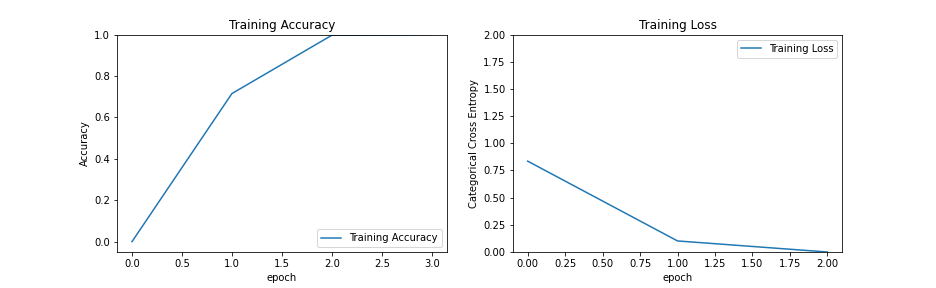 Training Accuracy
1.0
0.8
0.6
0.4
0.2
0.0
Accuracy
Training Accuracy
0.0 0.5 1.0 1.5 2.0 2.5 3.0
epoch
Training Loss
2.00
1.75
1.50
1.25
1.00
0.75
0.50
0.25
0.00
Categorical Cross Entropy
Training Loss
0.00 0.25 0.50 0.75 1.00 1.25 1.50 1.75 2.00
epoch